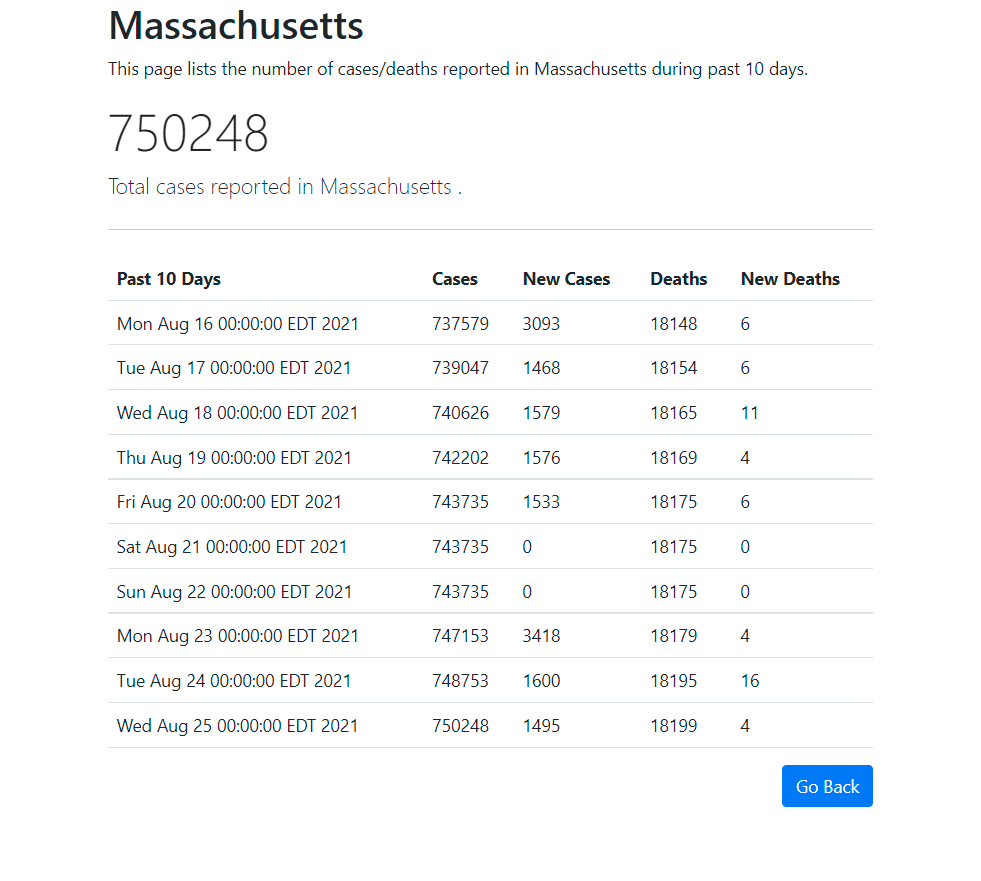 Massachusetts
This page lists the number of cases/deaths reported in Massachusetts during past 10 days.
750248
Total cases reported in Massachusetts .
Past 10 Days Cases New Cases Deaths New Deaths
Mon Aug 16 00:00:00 EDT 2021 737579 3093 18148 6
Tue Aug 17 00:00:00 EDT 2021 739047 1468 18154 6
Wed Aug 18 00:00:00 EDT 2021 740626 1579 18165 11
Thu Aug 19 00:00:00 EDT 2021 742202 1576 18169 4
Fri Aug 20 00:00:00 EDT 2021 743735 1533 18175 6
Sat Aug 21 00:00:00 EDT 2021 743735 0 18175 0
Sun Aug 22 00:00:00 EDT 2021 743735 0 18175 0
Mon Aug 23 00:00:00 EDT 2021 747153 3418 18179 4
Tue Aug 24 00:00:00 EDT 2021 748753 1600 18195 16
Wed Aug 25 00:00:00 EDT 2021 750248 1495 18199 4
Go Back